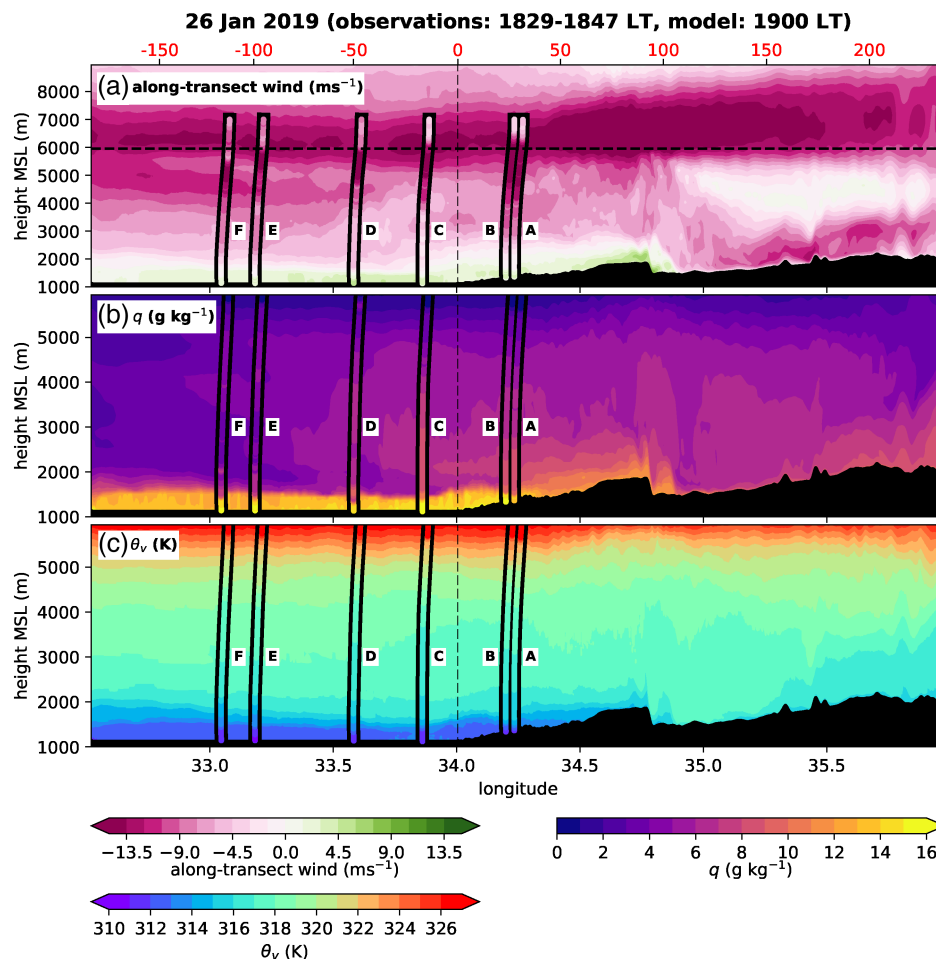 26 Jan 2019 (observations: 1829-1847 LT, model: 1900 LT)
-150 -100 -50 0 50 100 150 200
(a) along-transect wind (ms⁻¹)
height MSL (m)
8000
7000
6000
5000
4000
3000
2000
1000
F E D C B A
(b) q (g kg⁻¹)
height MSL (m)
5000
4000
3000
2000
1000
F E D C B A
(c) θᵥ (K)
height MSL (m)
5000
4000
3000
2000
1000
F E D C B A
33.0 33.5 34.0 34.5 35.0 35.5
longitude
−13.5 −9.0 −4.5 0.0 4.5 9.0 13.5
along-transect wind (ms⁻¹)
0 2 4 6 8 10 12 14 16
q (g kg⁻¹)
310 312 314 316 318 320 322 324 326
θᵥ (K)